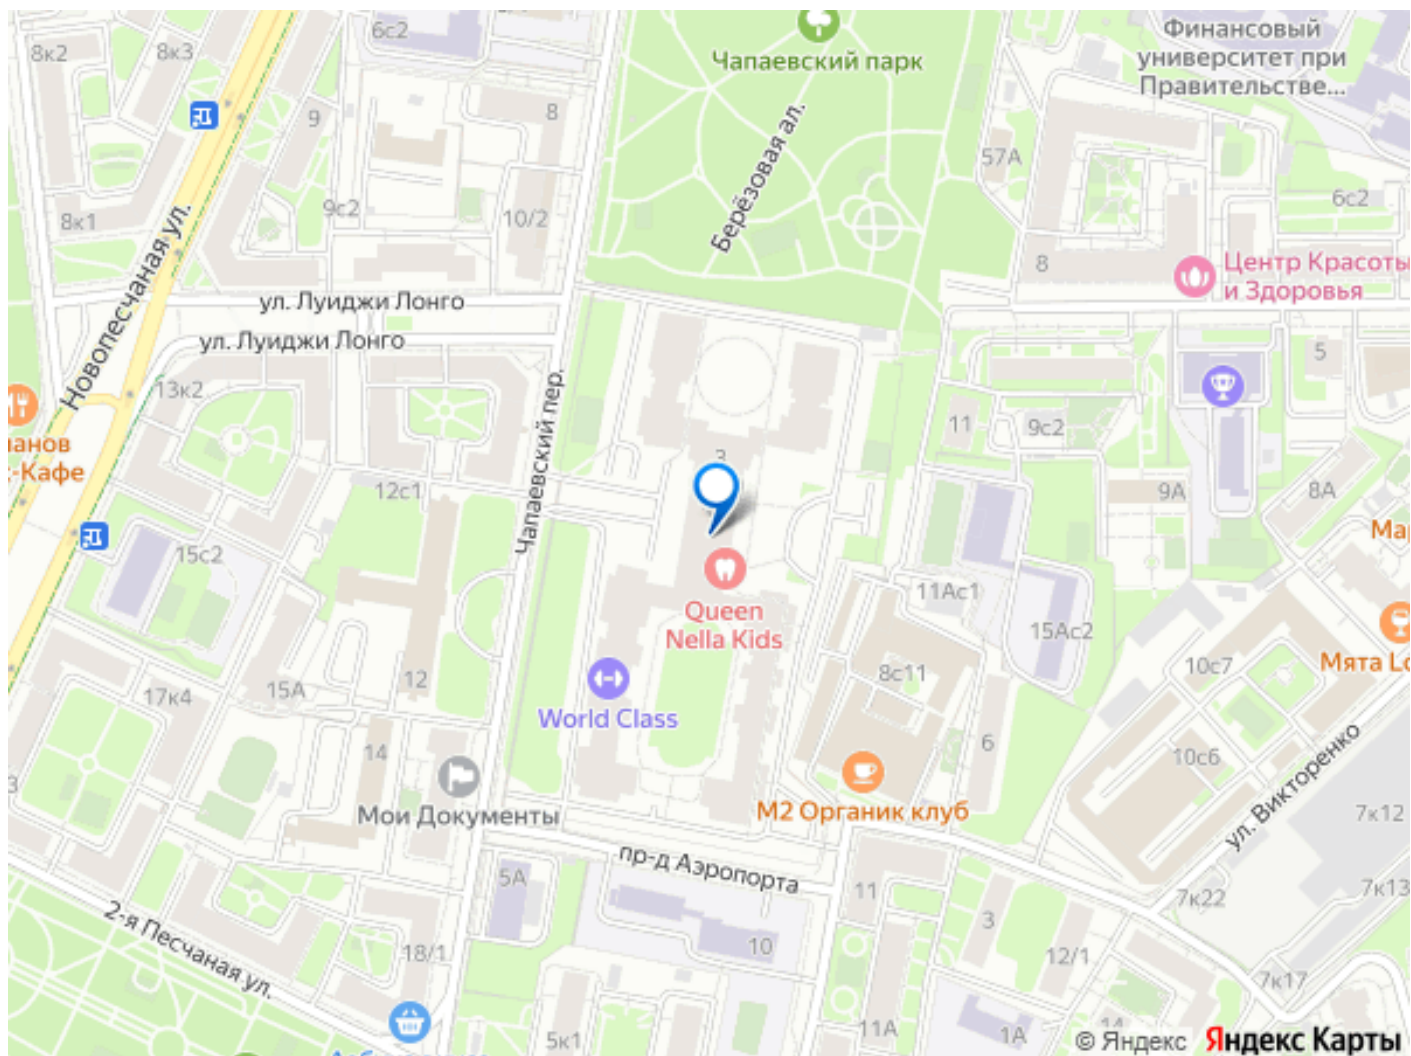 8к2
8к3
6с2
Чапаевский парк
Финансовый
университет при
Правительстве...
9
8
57А
Берёзовая ал.
8к1
9с2
10/2
6с2
Новопесчаная ул.
8
Центр Красоты
и Здоровья
ул. Луиджи Лонго
ул. Луиджи Лонго
5
13к2
Чапаевский пер.
11
9с2
3
12с1
9А
8А
15с2
11Ас1
15Ас2
Queen
Nella Kids
10с7
8с11
17к4
15А
12
World Class
6
14
10с6
ул. Викторенко
Мои Документы
М2 Органик клуб
7к12
пр-д Аэропорта
5А
11
3
7к22
7к13
2-я Песчаная ул.
18/1
10
12/1
7к17
5к1
11А
1А
© Яндекс
Яндекс Карты